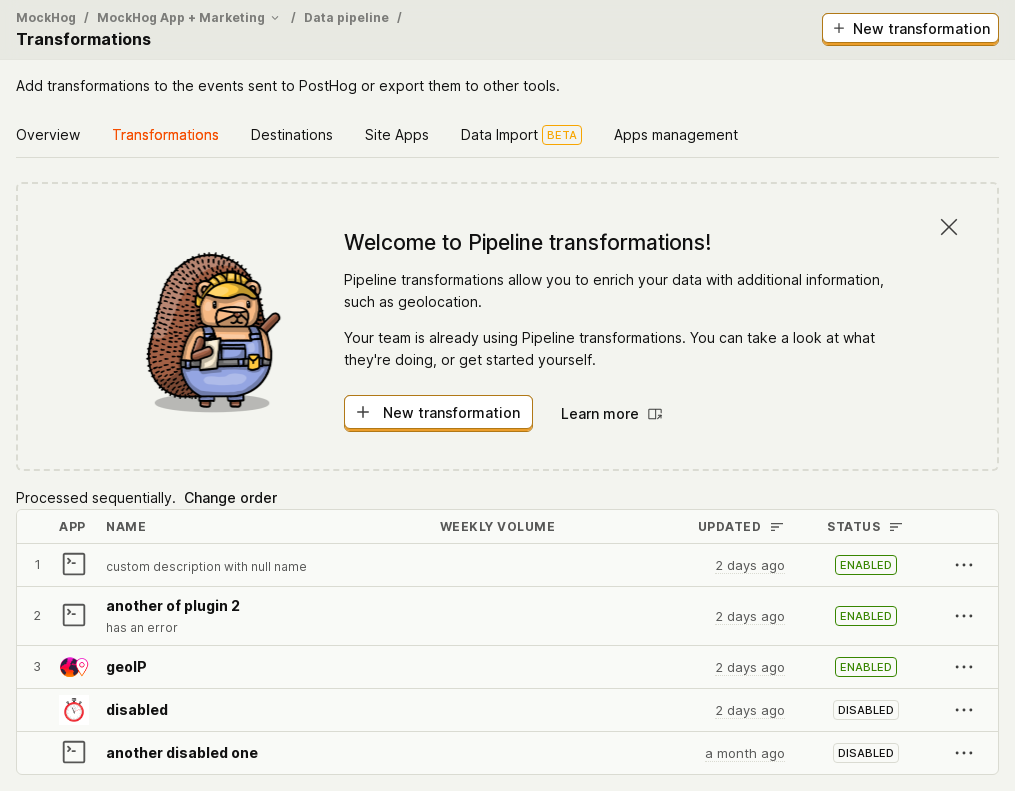 MockHog / MockHog App + Marketing / Data pipeline /
Transformations
New transformation
Add transformations to the events sent to PostHog or export them to other tools.
Overview Transformations Destinations Site Apps Data Import BETA Apps management
Welcome to Pipeline transformations!
Pipeline transformations allow you to enrich your data with additional information,
such as geolocation.
Your team is already using Pipeline transformations. You can take a look at what
they're doing, or get started yourself.
New transformation Learn more
Processed sequentially. Change order
APP NAME WEEKLY VOLUME UPDATED STATUS
1 custom description with null name 2 days ago ENABLED
2 another of plugin 2 2 days ago ENABLED
has an error
3 geoIP 2 days ago ENABLED
disabled 2 days ago DISABLED
another disabled one a month ago DISABLED